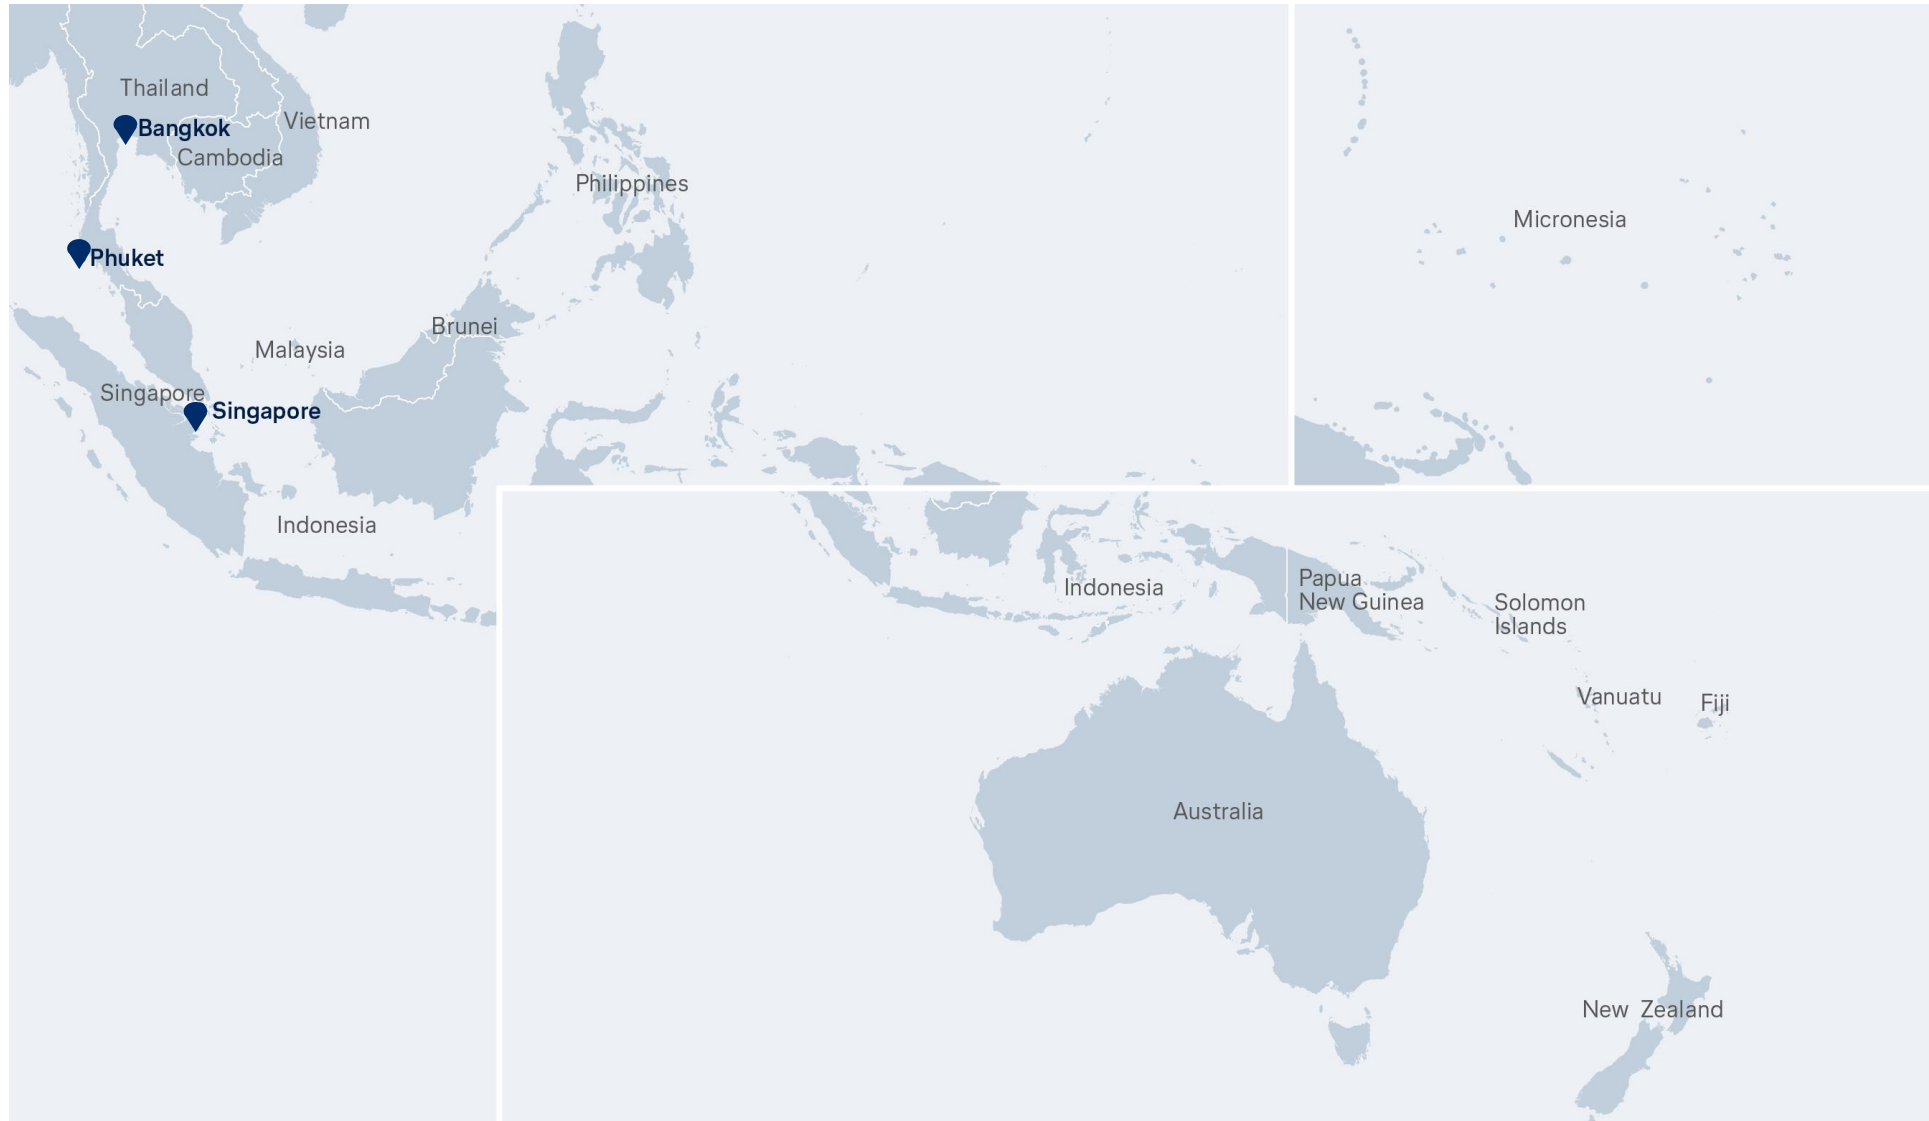 Thailand
Bangkok
Vietnam
Cambodia
Philippines
Phuket
Brunei
Malaysia
Singapore
Singapore
Indonesia
Micronesia
Indonesia
Papua
New Guinea
Solomon
Islands
Vanuatu
Fiji
Australia
New Zealand